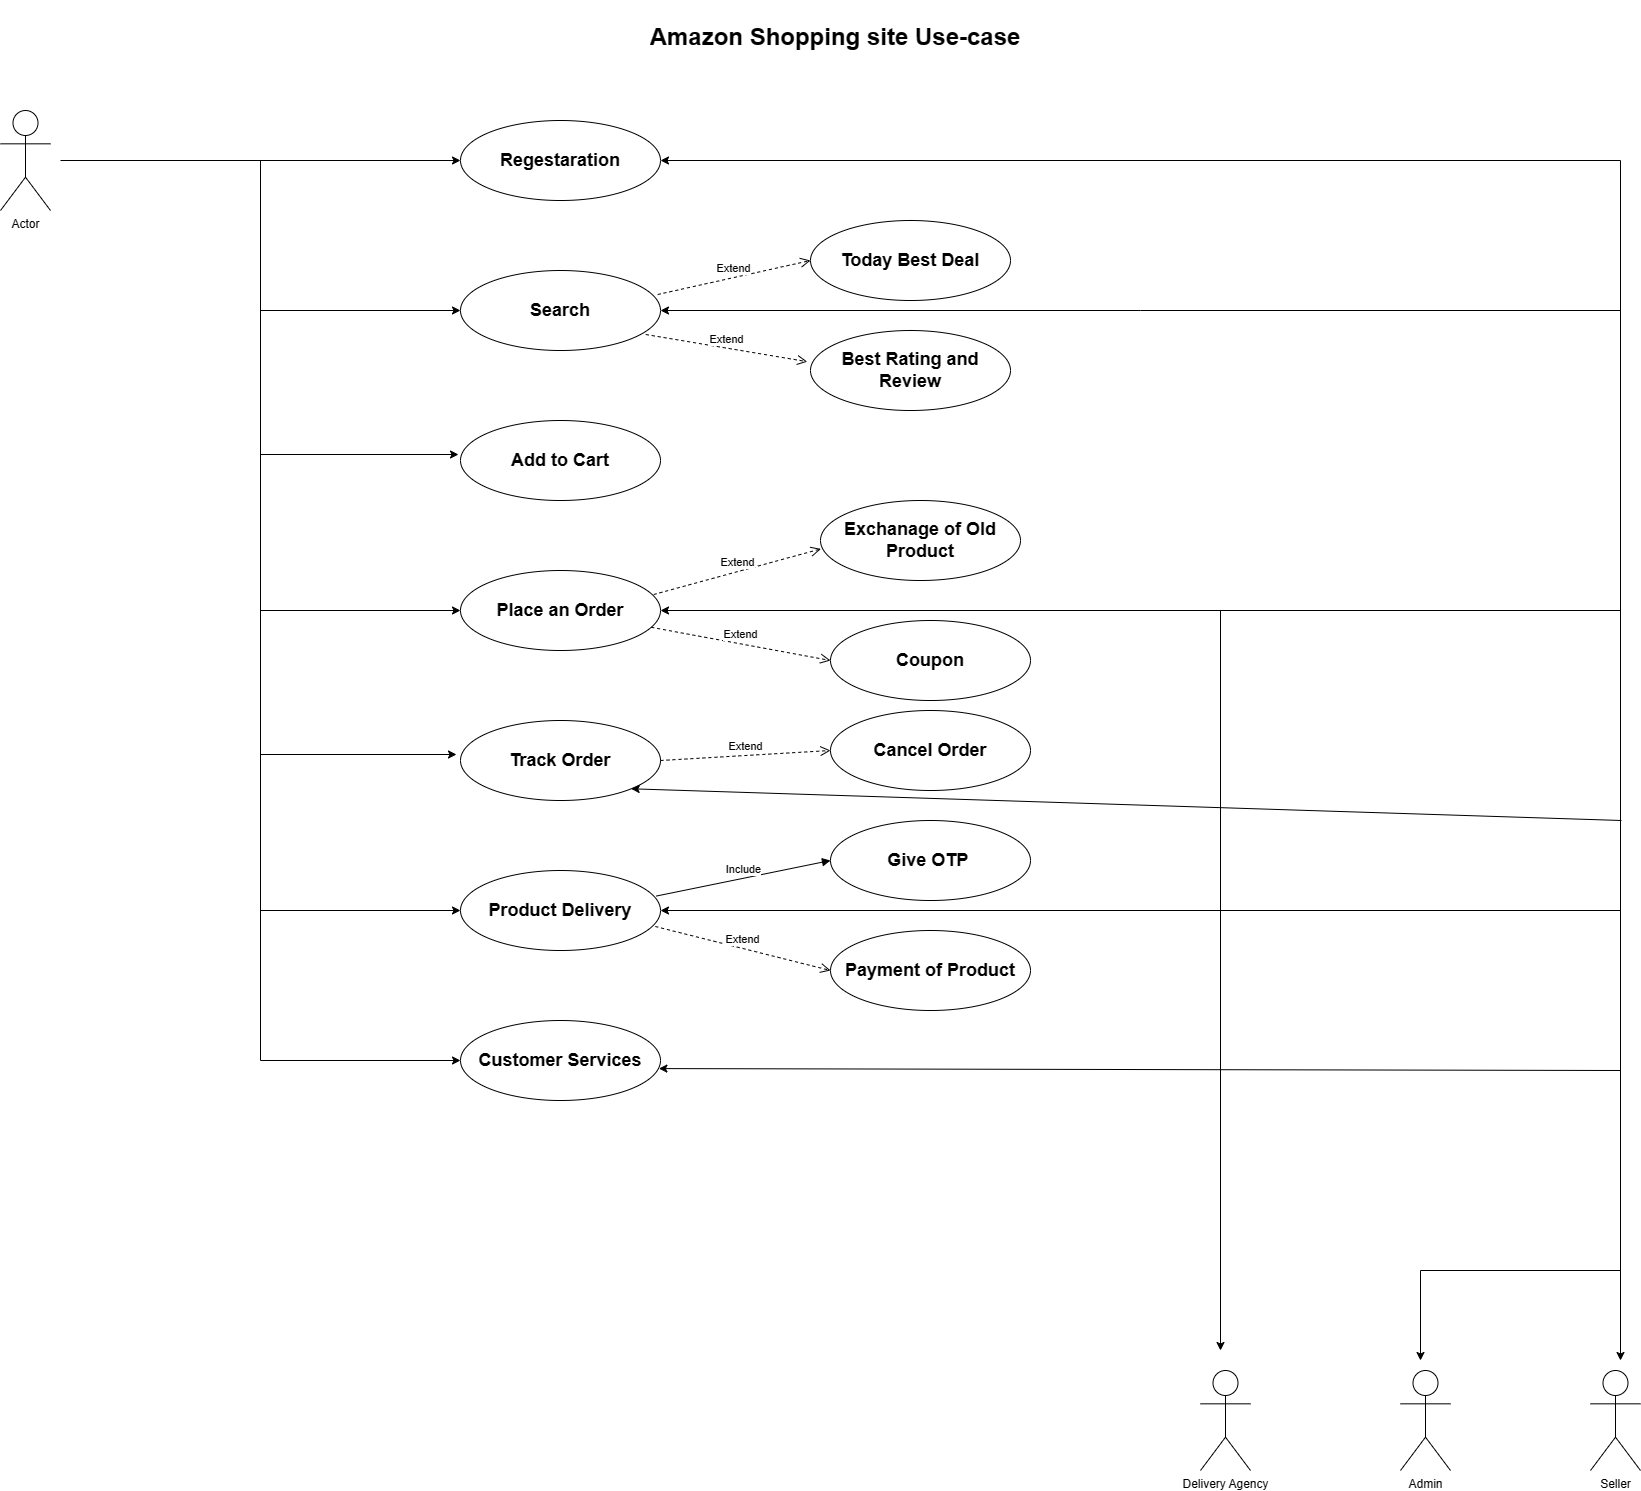 Amazon Shopping site Use-case
Actor
Regestaration
Extend
Today Best Deal
Search
Extend
Best Rating and
Review
Add to Cart
Exchanage of Old
Product
Extend
Place an Order
Extend
Coupon
Track Order
Extend
Cancel Order
Include
Give OTP
Product Delivery
Extend
Payment of Product
Customer Services
Delivery Agency
Admin
Seller